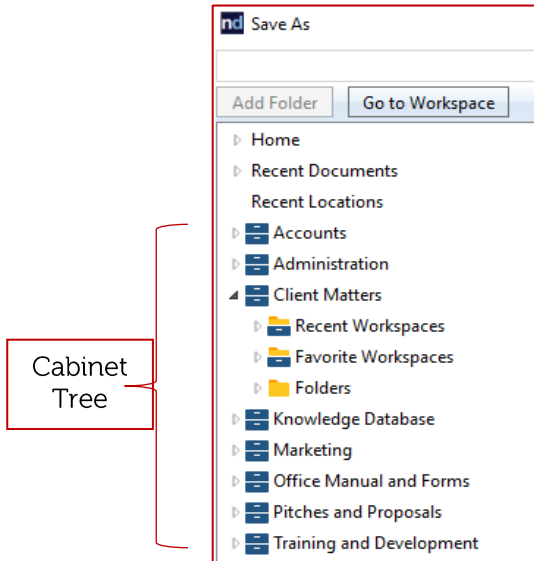 nd Save As
Add Folder Go to Workspace
Home
Recent Documents
Recent Locations
Accounts
Administration
Client Matters
Recent Workspaces
Favorite Workspaces
Folders
Knowledge Database
Marketing
Office Manual and Forms
Pitches and Proposals
Training and Development
Cabinet
Tree